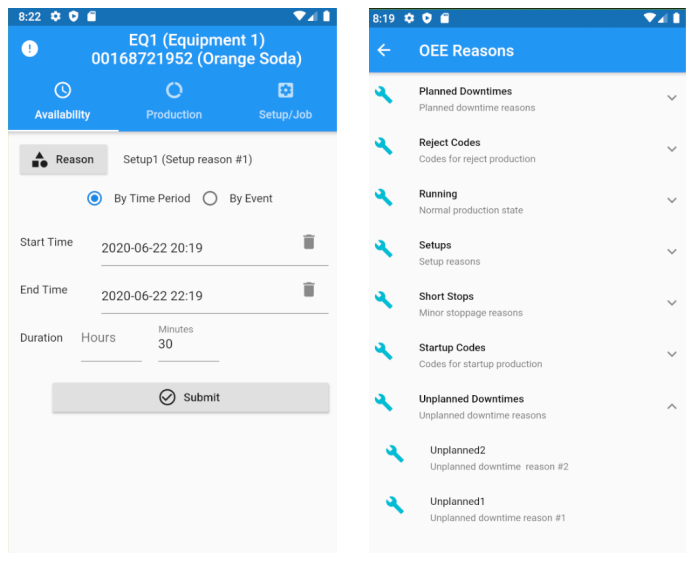 8:22
EQ1 (Equipment 1)
00168721952 (Orange Soda)
Availability
Production
Setup/Job
Reason
Setup1 (Setup reason #1)
By Time Period
By Event
Start Time
2020-06-22 20:19
End Time
2020-06-22 22:19
Duration
Hours
Minutes
30
Submit
8:19
OEE Reasons
Planned Downtimes
Planned downtime reasons
Reject Codes
Codes for reject production
Running
Normal production state
Setups
Setup reasons
Short Stops
Minor stoppage reasons
Startup Codes
Codes for startup production
Unplanned Downtimes
Unplanned downtime reasons
Unplanned2
Unplanned downtime  reason #2
Unplanned1
Unplanned downtime reason #1